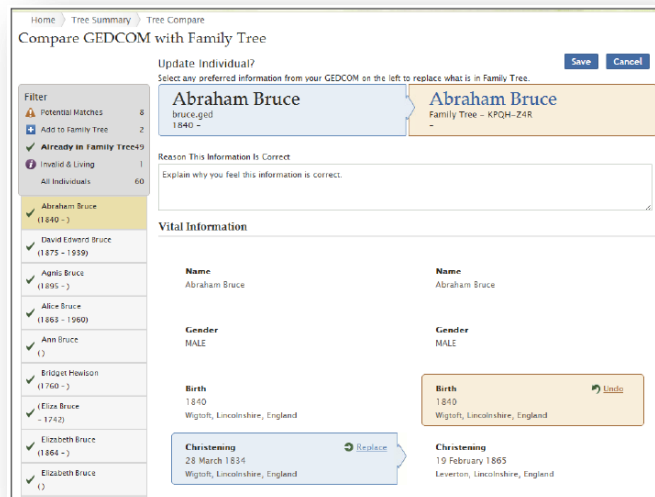 Home Tree Summary Tree Compare
Compare GEDCOM with Family Tree
Update Individual?
Save Cancel
Select any preferred information from your GEDCOM on the left to replace what is in Family Tree.
Filter
Potential Matches 8
Add to Family Tree 2
Already in Family Tree49
Invalid & Living 1
All Individuals 60
Abraham Bruce
(1840 - )
David Edward Bruce
(1875 - 1939)
Agnis Bruce
(1895 - )
Alice Bruce
(1863 - 1960)
Ann Bruce
()
Bridget Hewison
(1760 - )
(Eliza Bruce
- 1742)
Elizabeth Bruce
(1864 - )
Elizabeth Bruce
()
Abraham Bruce
bruce.ged
1840 -
Abraham Bruce
Family Tree - KPQH-Z4R
-
Reason This Information Is Correct
Explain why you feel this information is correct.
Vital Information
Name
Abraham Bruce
Name
Abraham Bruce
Gender
MALE
Gender
MALE
Birth
1840
Wigtoft, Lincolnshire, England
Birth Undo
1840
Wigtoft, Lincolnshire, England
Christening Replace
28 March 1834
Wigtoft, Lincolnshire, England
Christening
19 February 1865
Leverton, Lincolnshire, England